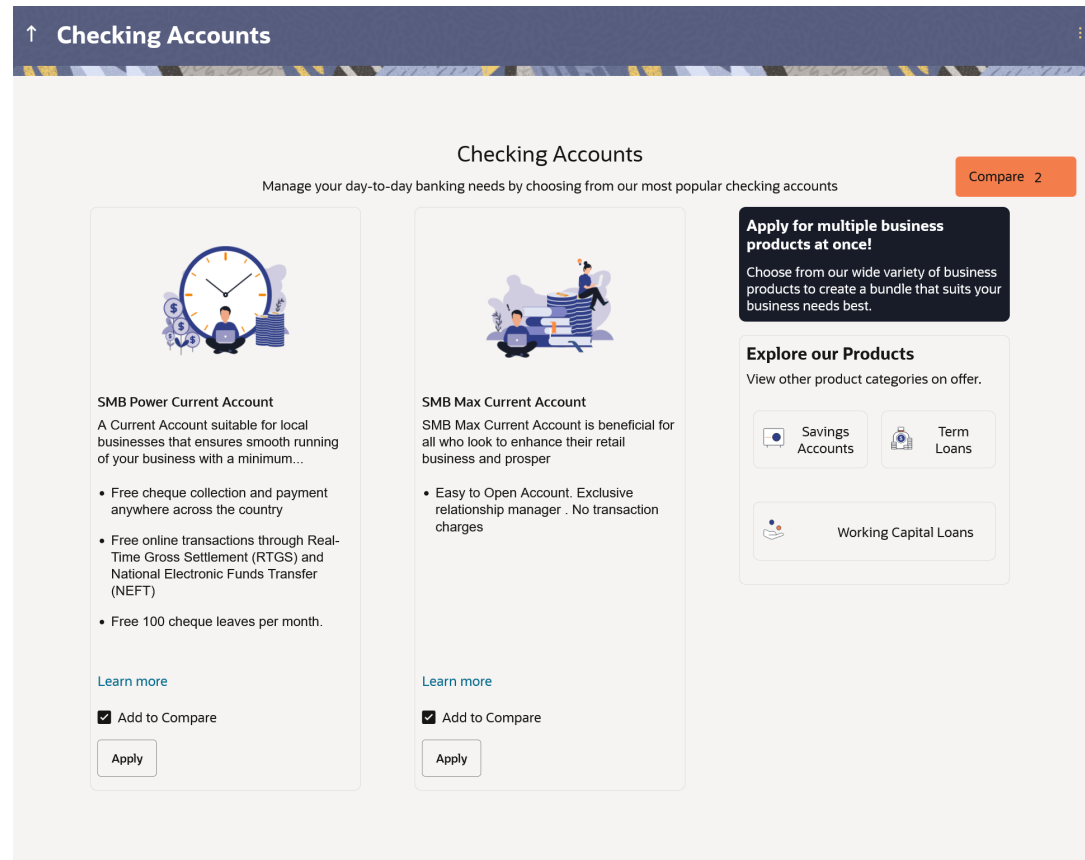 ↑ Checking Accounts
Checking Accounts
Manage your day-to-day banking needs by choosing from our most popular checking accounts
Compare 2
SMB Power Current Account
A Current Account suitable for local
businesses that ensures smooth running
of your business with a minimum...
• Free cheque collection and payment
anywhere across the country
• Free online transactions through Real-
Time Gross Settlement (RTGS) and
National Electronic Funds Transfer
(NEFT)
• Free 100 cheque leaves per month.
Learn more
Add to Compare
Apply
SMB Max Current Account
SMB Max Current Account is beneficial for
all who look to enhance their retail
business and prosper
• Easy to Open Account. Exclusive
relationship manager . No transaction
charges
Learn more
Add to Compare
Apply
Apply for multiple business
products at once!
Choose from our wide variety of business
products to create a bundle that suits your
business needs best.
Explore our Products
View other product categories on offer.
Savings
Accounts
Term
Loans
Working Capital Loans